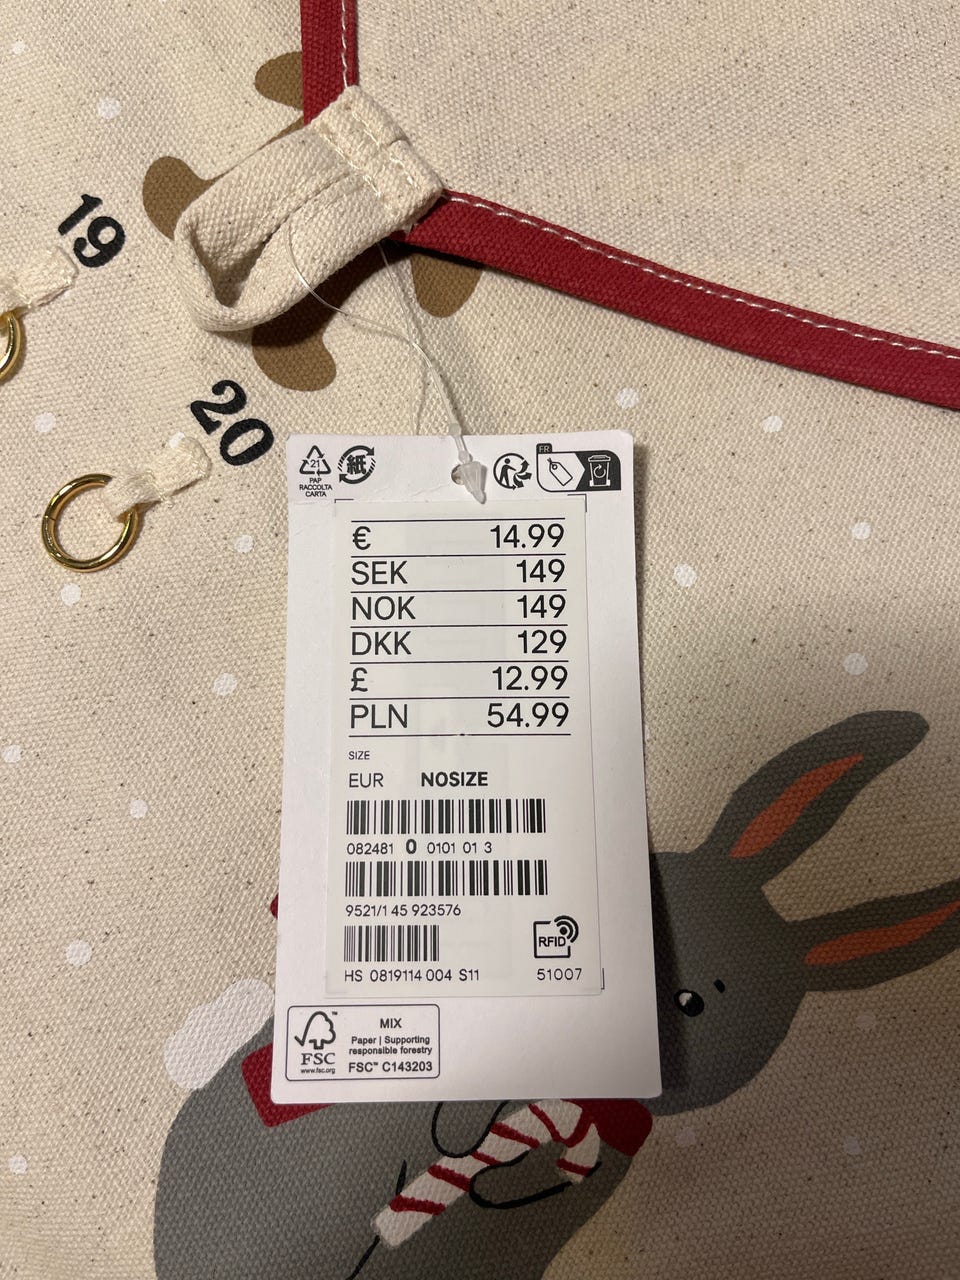 19
20
21
PAP
RACCOLTA
CARTA
紙
FR
€ 14.99
SEK 149
NOK 149
DKK 129
£ 12.99
PLN 54.99
SIZE
EUR NOSIZE
082481 0 0101 01 3
9521/1 45 923576
RFID
HS 0819114 004 S11 51007
FSC™
www.fsc.org
MIX
Paper | Supporting
responsible forestry
FSC™ C143203